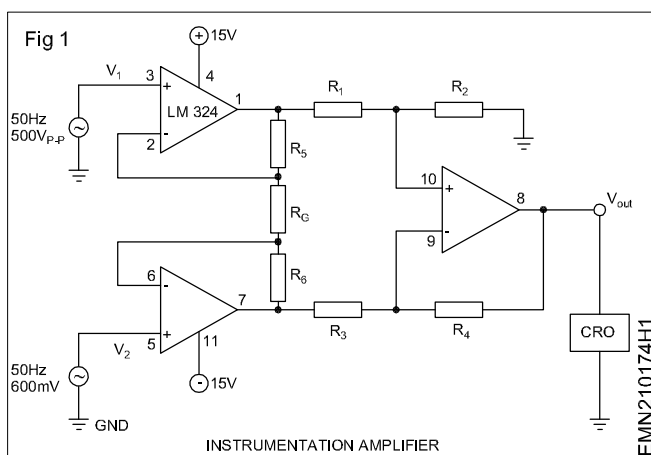 Fig 1
15V
V1
3
+
4
1
R1
R2
50Hz
500VP-P
LM 324
-
2
R5
RG
10
+
8
Vout
9
-
6
-
R6
7
R3
R4
+
5
V2
11
50Hz
600mV
15V
CRO
GND
INSTRUMENTATION AMPLIFIER
EMN210174H1